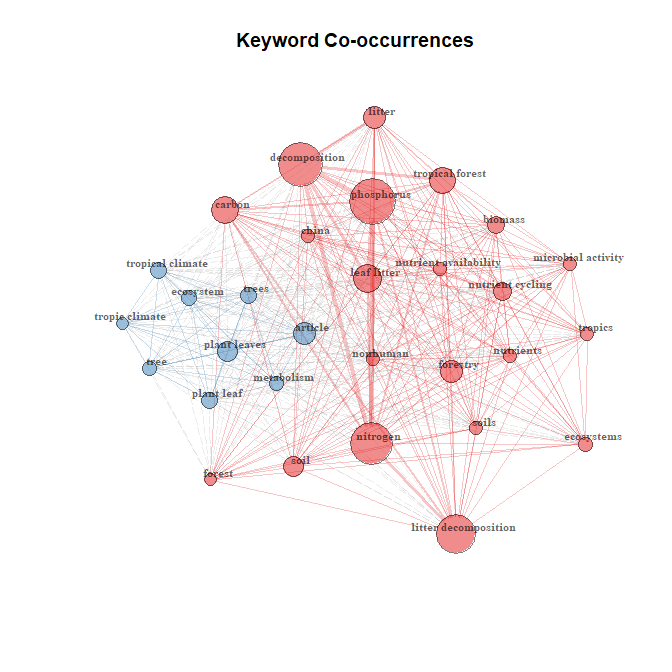 Keyword Co-occurrences
litter
decomposition
tropical forest
phosphorus
carbon
biomass
china
tropical climate
nutrient availability
microbial activity
leaf litter
nutrient cycling
ecosystem
trees
tropic climate
article
tropics
plant leaves
nonhuman
nutrients
tree
forestry
metabolism
plant leaf
soils
nitrogen
ecosystems
soil
forest
litter decomposition